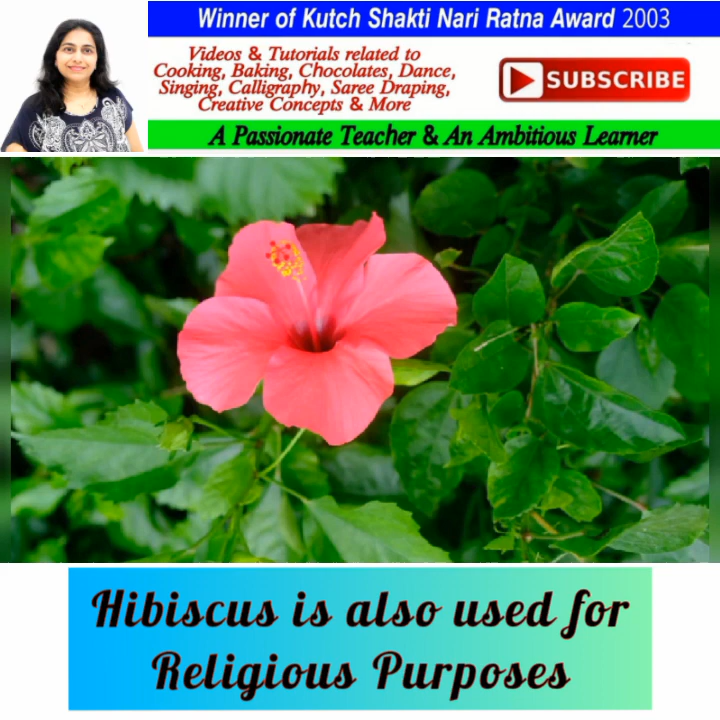 Winner of Kutch Shakti Nari Ratna Award 2003
Videos & Tutorials related to
Cooking, Baking, Chocolates, Dance,
Singing, Calligraphy, Saree Draping,
Creative Concepts & More
SUBSCRIBE
A Passionate Teacher & An Ambitious Learner
Hibiscus is also used for
Religious Purposes